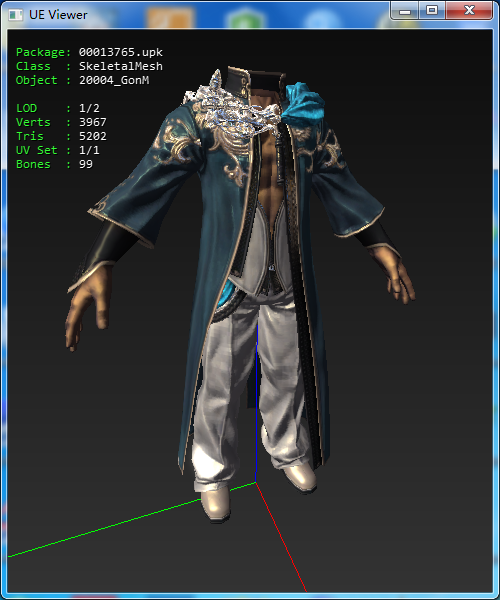 UE Viewer
Package: 00013765.upk
Class : SkeletalMesh
Object : 20004_GonM
LOD : 1/2
Verts : 3967
Tris : 5202
UV Set : 1/1
Bones : 99